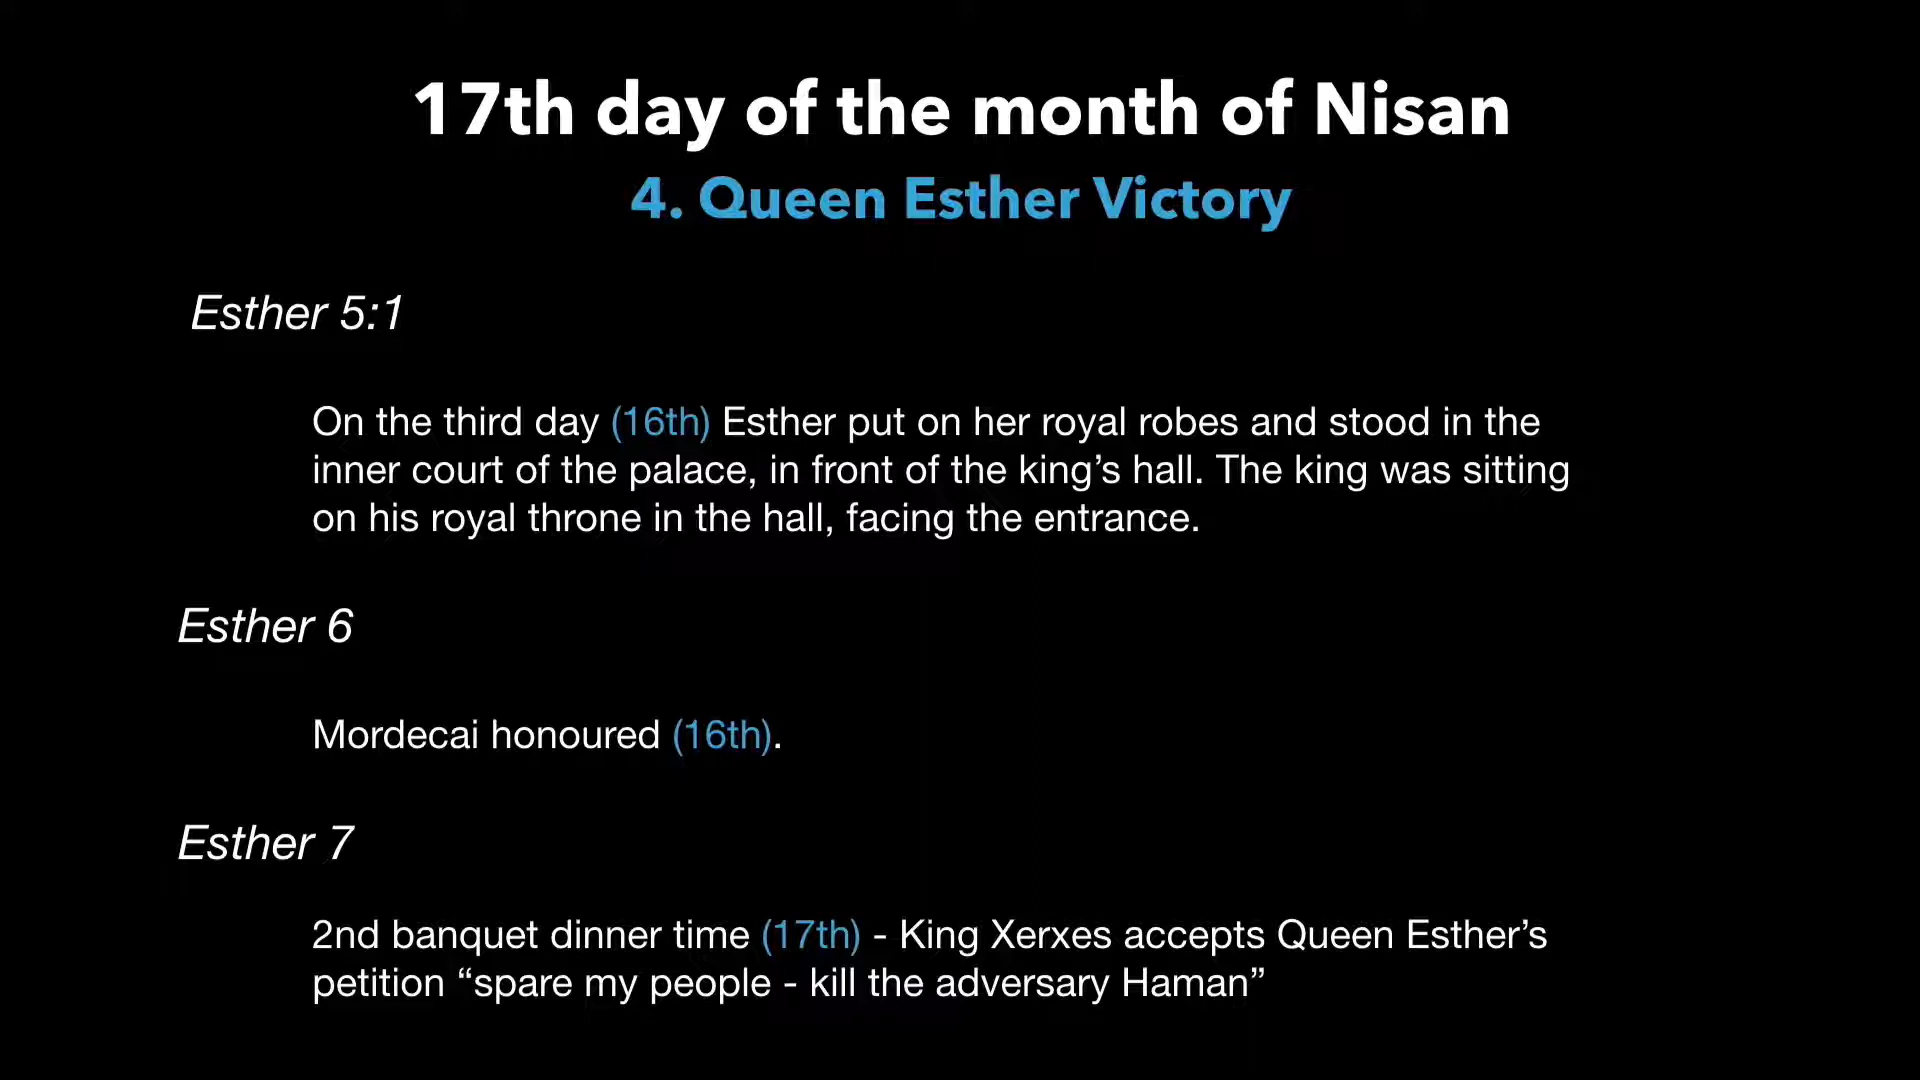 17th day of the month of Nisan
4. Queen Esther Victory
Esther 5:1
On the third day (16th) Esther put on her royal robes and stood in the
inner court of the palace, in front of the king’s hall. The king was sitting
on his royal throne in the hall, facing the entrance.
Esther 6
Mordecai honoured (16th).
Esther 7
2nd banquet dinner time (17th) - King Xerxes accepts Queen Esther’s
petition “spare my people - kill the adversary Haman”